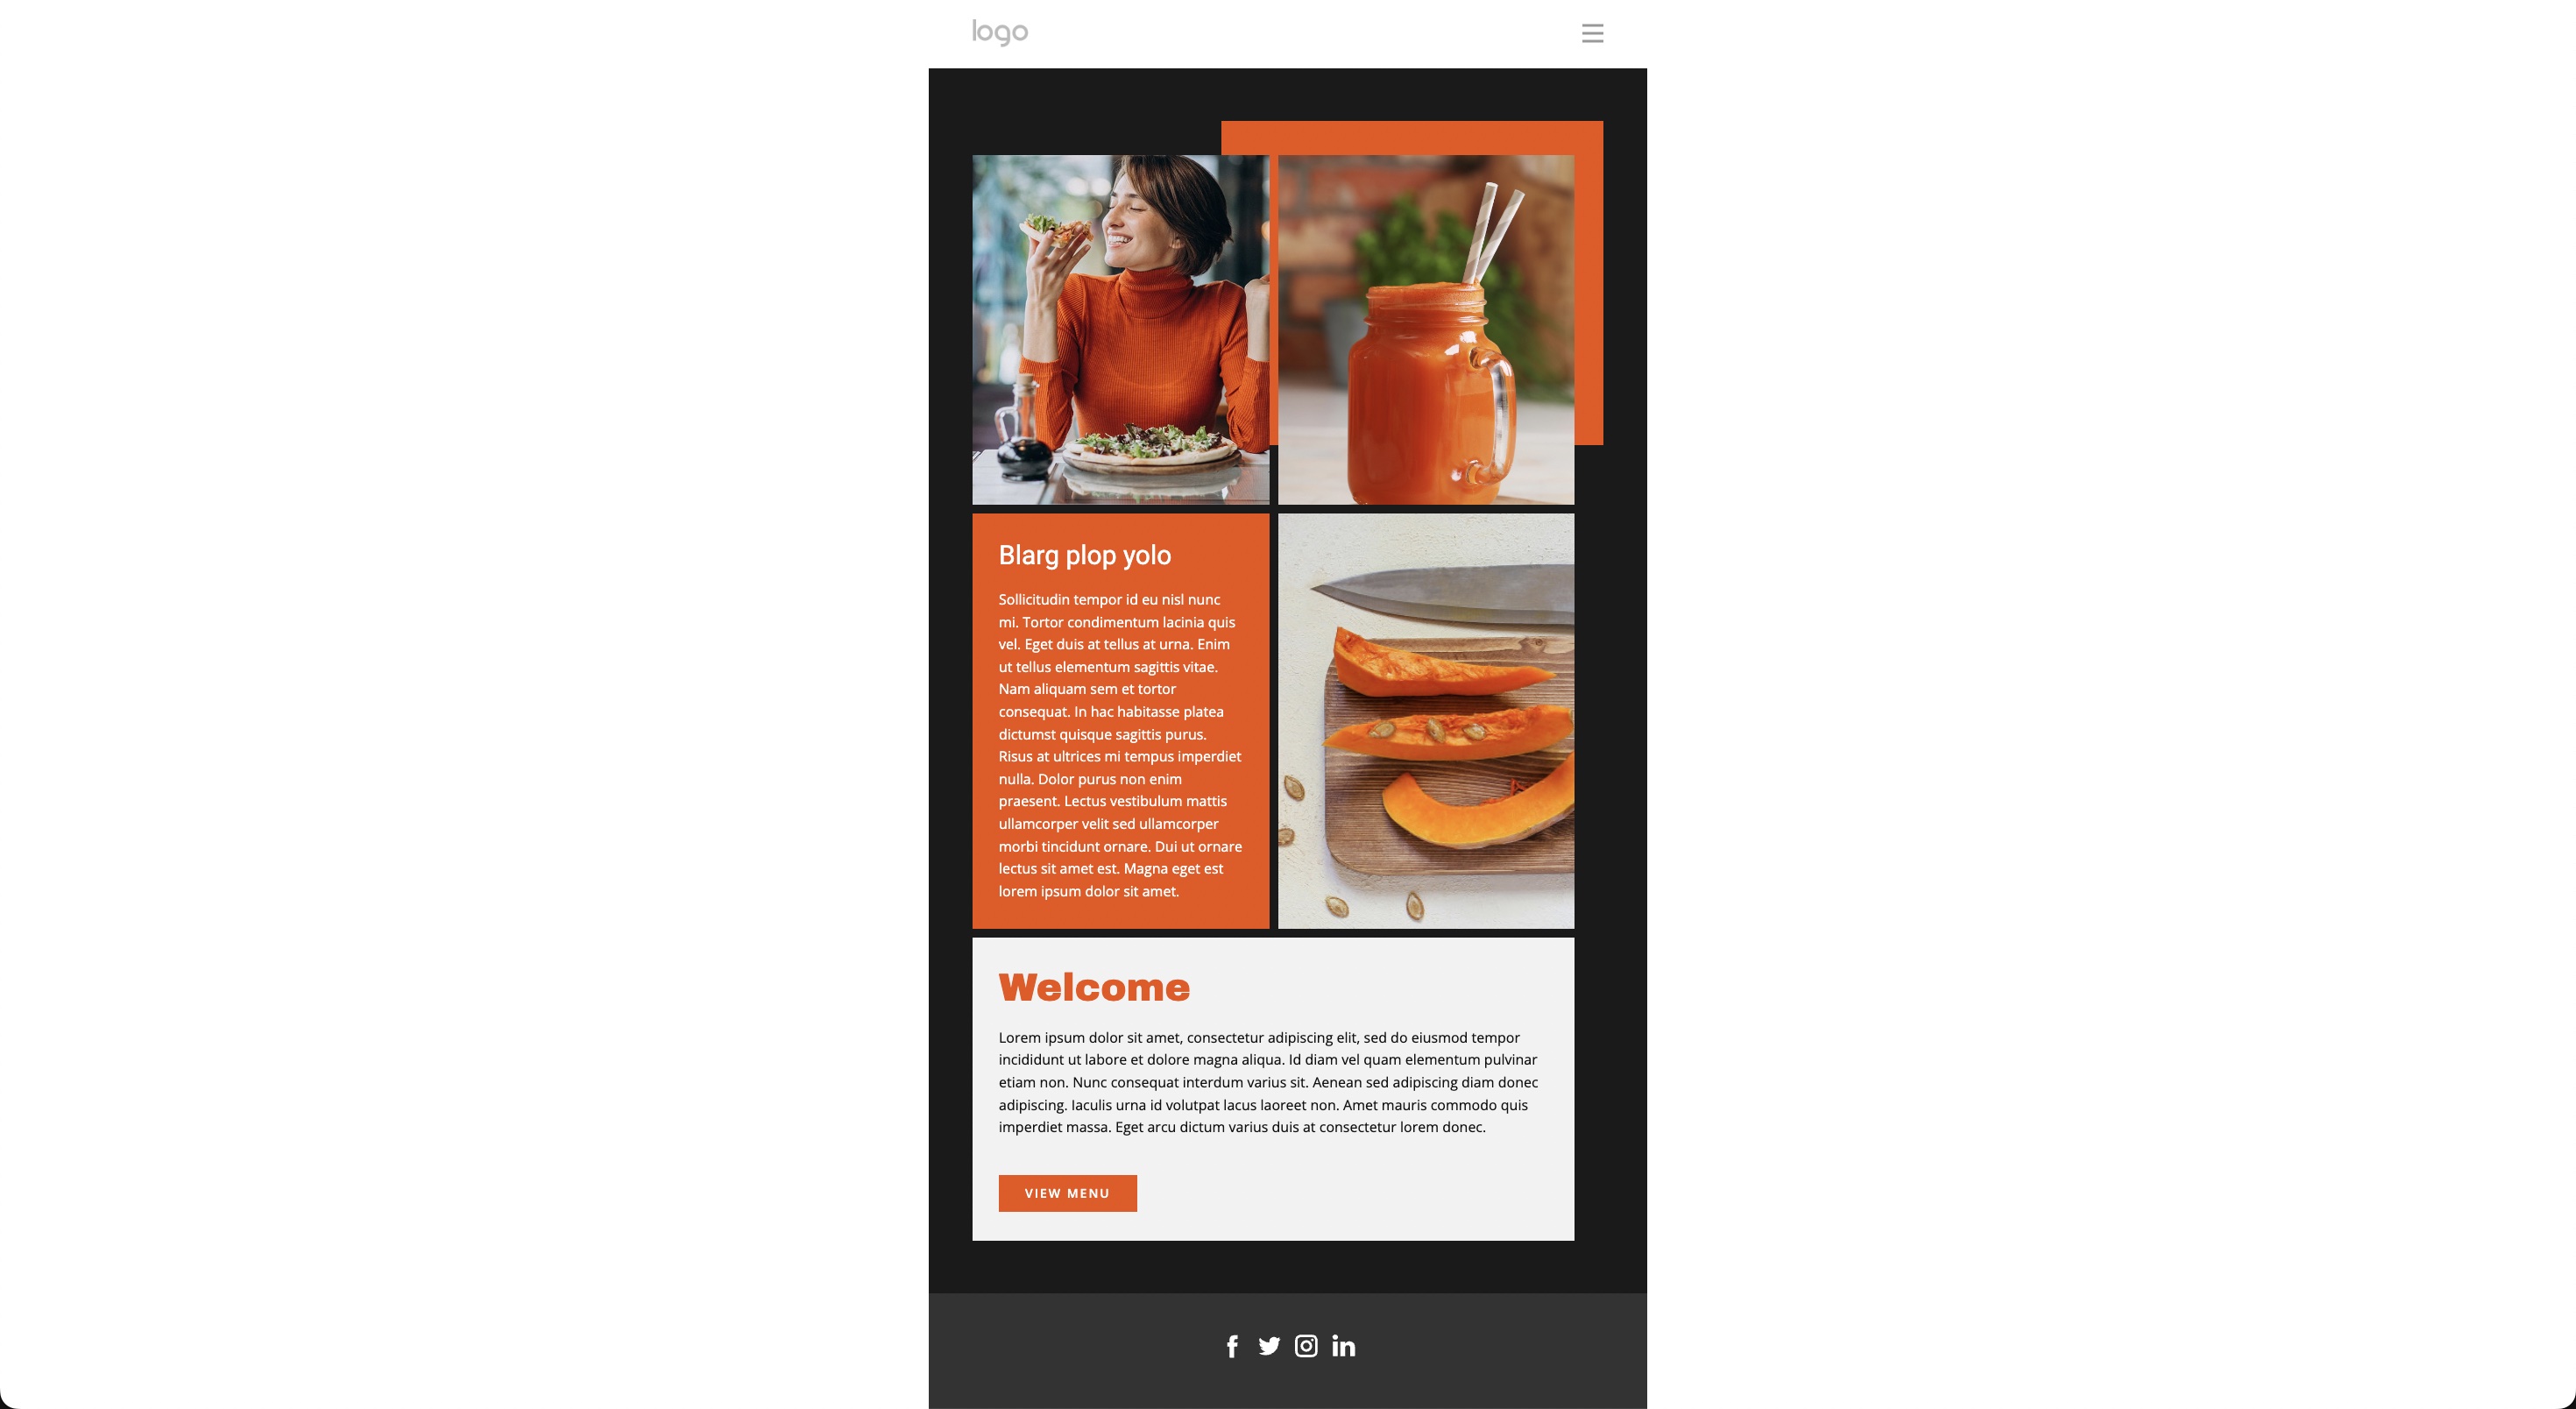 logo
Blarg plop yolo
Sollicitudin tempor id eu nisl nunc
mi. Tortor condimentum lacinia quis
vel. Eget duis at tellus at urna. Enim
ut tellus elementum sagittis vitae.
Nam aliquam sem et tortor
consequat. In hac habitasse platea
dictumst quisque sagittis purus.
Risus at ultrices mi tempus imperdiet
nulla. Dolor purus non enim
praesent. Lectus vestibulum mattis
ullamcorper velit sed ullamcorper
morbi tincidunt ornare. Dui ut ornare
lectus sit amet est. Magna eget est
lorem ipsum dolor sit amet.
Welcome
Lorem ipsum dolor sit amet, consectetur adipiscing elit, sed do eiusmod tempor
incididunt ut labore et dolore magna aliqua. Id diam vel quam elementum pulvinar
etiam non. Nunc consequat interdum varius sit. Aenean sed adipiscing diam donec
adipiscing. Iaculis urna id volutpat lacus laoreet non. Amet mauris commodo quis
imperdiet massa. Eget arcu dictum varius duis at consectetur lorem donec.
VIEW MENU